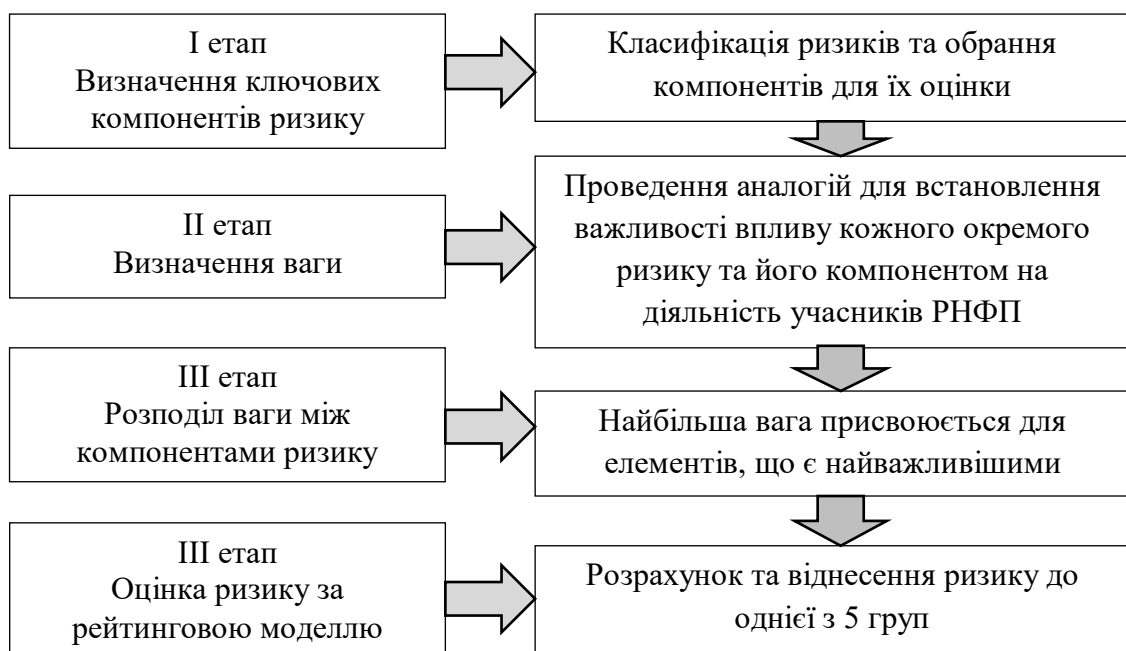 І етап
Визначення ключових
компонентів ризику
Класифікація ризиків та обрання
компонентів для їх оцінки
ІІ етап
Визначення ваги
Проведення аналогій для встановлення
важливості впливу кожного окремого
ризику та його компонентом на
діяльність учасників РНФП
ІІІ етап
Розподіл ваги між
компонентами ризику
Найбільша вага присвоюється для
елементів, що є найважливішими
ІІІ етап
Оцінка ризику за
рейтинговою моделлю
Розрахунок та віднесення ризику до
однієї з 5 груп